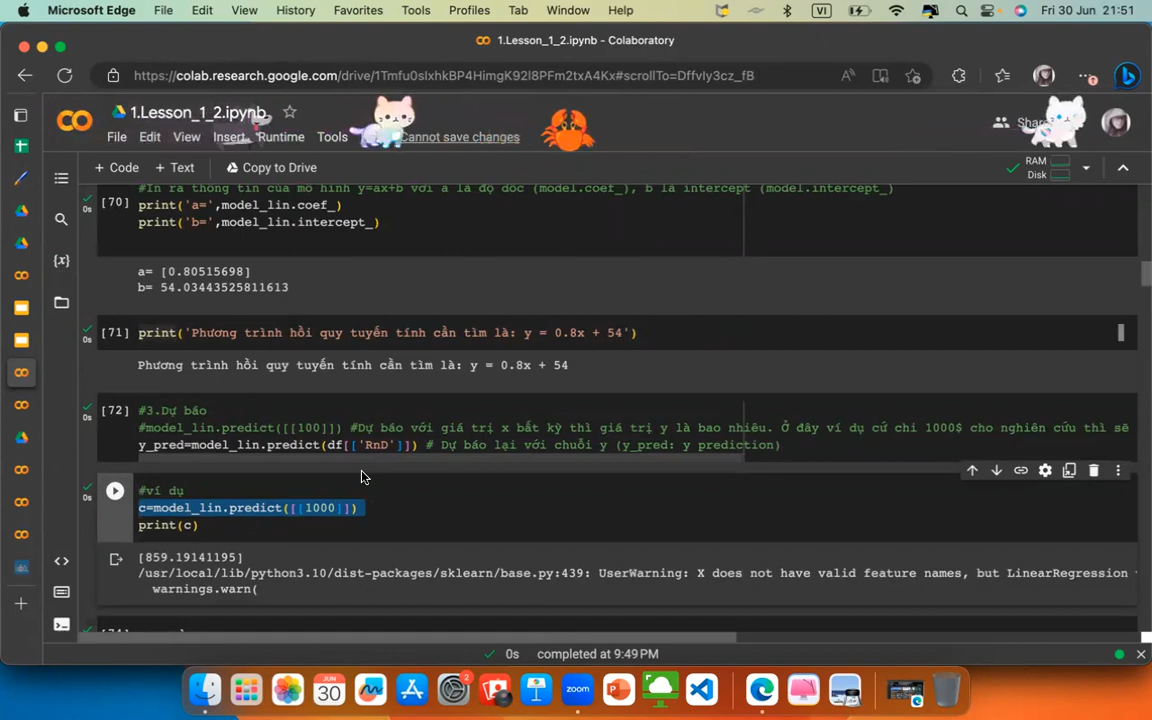 Microsoft Edge File Edit View History Favorites Tools Profiles Tab Window Help VI Fri 30 Jun 21:51
1.Lesson_1_2.ipynb - Colaboratory
https://colab.research.google.com/drive/1Tmfu0slxhkBP4HimgK92l8PFm2txA4Kx#scrollTo=DffvIy3cz_fB
1.Lesson_1_2.ipynb
File Edit View Insert Runtime Tools Cannot save changes
+ Code + Text Copy to Drive
RAM
Disk
#In ra thông tin của mô hình y=ax+b với a là độ dốc (model.coef_), b là intercept (model.intercept_)
[70] print('a=',model_lin.coef_)
0s
print('b=',model_lin.intercept_)
a= [0.80515698]
b= 54.03443525811613
[71] print('Phương trình hồi quy tuyến tính cần tìm là: y = 0.8x + 54')
0s
Phương trình hồi quy tuyến tính cần tìm là: y = 0.8x + 54
[72] #3.Dự báo
0s
#model_lin.predict([[100]]) #Dự báo với giá trị x bất kỳ thì giá trị y là bao nhiêu. Ở đây ví dụ cứ chi 1000$ cho nghiên cứu thì sẽ
y_pred=model_lin.predict(df[['RnD']]) # Dự báo lại với chuỗi y (y_pred: y prediction)
#ví dụ
0s
c=model_lin.predict([[1000]])
print(c)
[859.19141195]
/usr/local/lib/python3.10/dist-packages/sklearn/base.py:439: UserWarning: X does not have valid feature names, but LinearRegression
warnings.warn(
0s completed at 9:49 PM
30
2
zoom